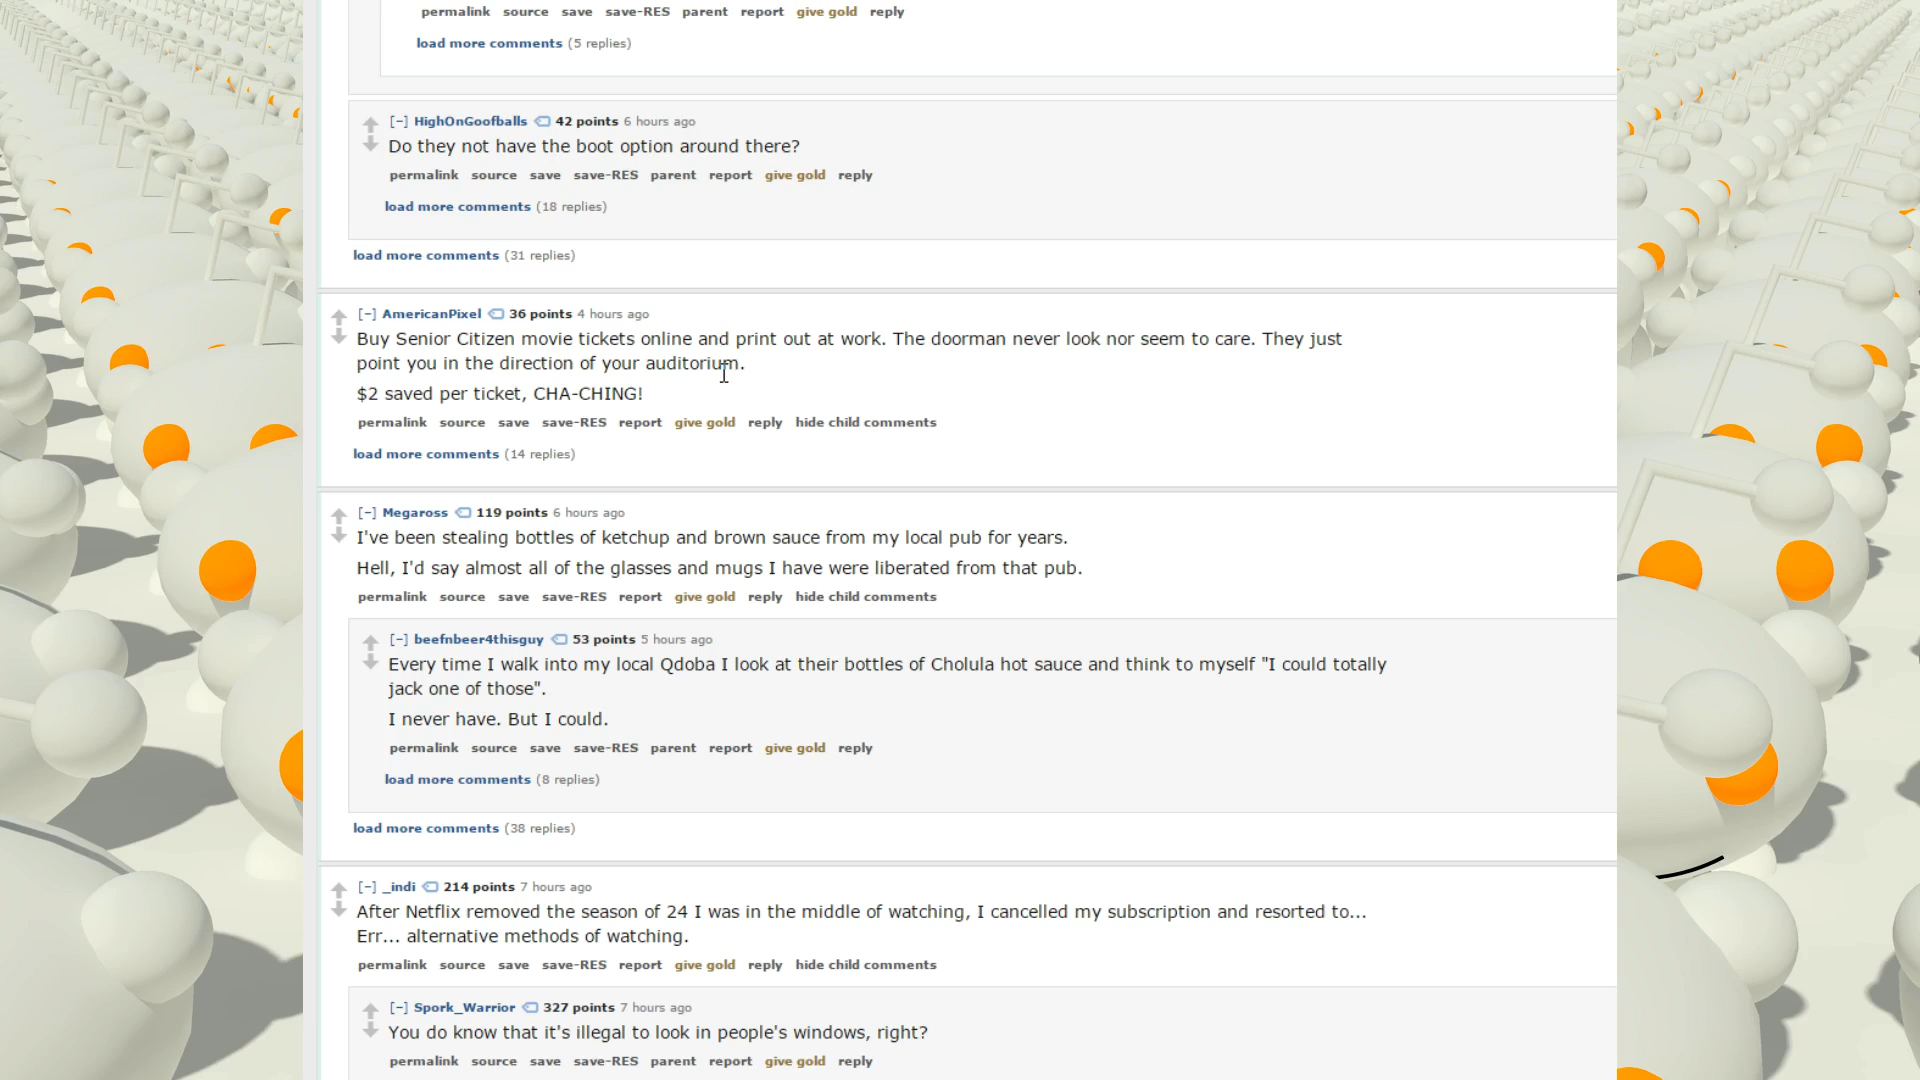 permalink source save save-RES parent report give gold reply
load more comments (5 replies)
[-] HighOnGoofballs 42 points 6 hours ago
Do they not have the boot option around there?
permalink source save save-RES parent report give gold reply
load more comments (18 replies)
load more comments (31 replies)
[-] AmericanPixel 36 points 4 hours ago
Buy Senior Citizen movie tickets online and print out at work. The doorman never look nor seem to care. They just
point you in the direction of your auditorium.
$2 saved per ticket, CHA-CHING!
permalink source save save-RES report give gold reply hide child comments
load more comments (14 replies)
[-] Megaross 119 points 6 hours ago
I've been stealing bottles of ketchup and brown sauce from my local pub for years.
Hell, I'd say almost all of the glasses and mugs I have were liberated from that pub.
permalink source save save-RES report give gold reply hide child comments
[-] beefnbeer4thisguy 53 points 5 hours ago
Every time I walk into my local Qdoba I look at their bottles of Cholula hot sauce and think to myself "I could totally
jack one of those".
I never have. But I could.
permalink source save save-RES parent report give gold reply
load more comments (8 replies)
load more comments (38 replies)
[-] _indi 214 points 7 hours ago
After Netflix removed the season of 24 I was in the middle of watching, I cancelled my subscription and resorted to...
Err... alternative methods of watching.
permalink source save save-RES report give gold reply hide child comments
[-] Spork_Warrior 327 points 7 hours ago
You do know that it's illegal to look in people's windows, right?
permalink source save save-RES parent report give gold reply